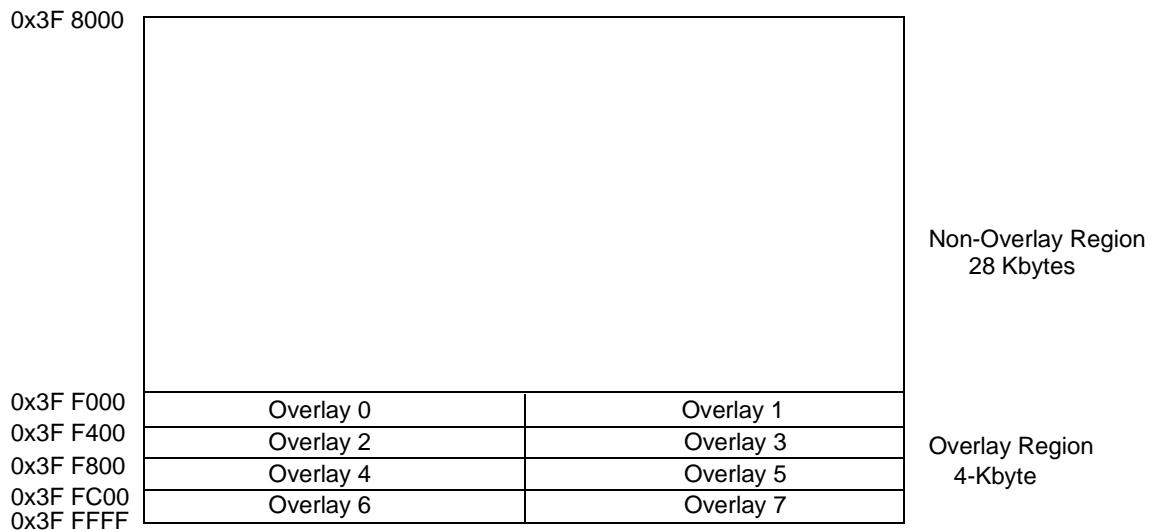 0x3F 8000
Non-Overlay Region
28 Kbytes
0x3F F000
Overlay 0 Overlay 1
0x3F F400
Overlay 2 Overlay 3
Overlay Region
0x3F F800
Overlay 4 Overlay 5
4-Kbyte
0x3F FC00
Overlay 6 Overlay 7
0x3F FFFF